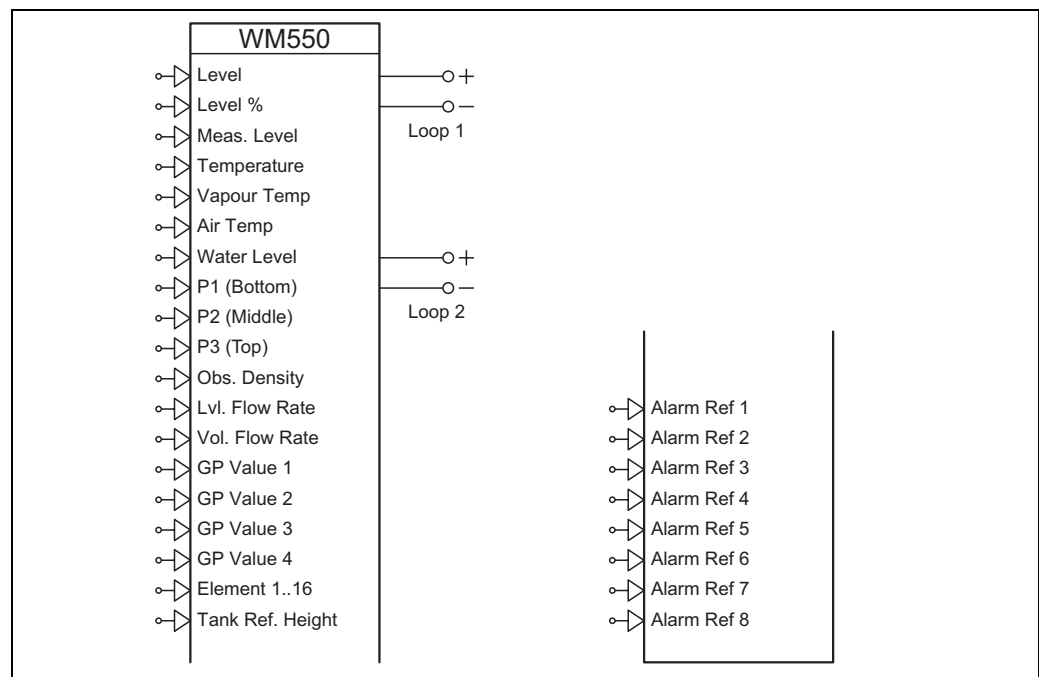 WM550
Level
Level %
Meas. Level
Temperature
Vapour Temp
Air Temp
Water Level
P1 (Bottom)
P2 (Middle)
P3 (Top)
Obs. Density
Lvl. Flow Rate
Vol. Flow Rate
GP Value 1
GP Value 2
GP Value 3
GP Value 4
Element 1..16
Tank Ref. Height
+
−
Loop 1
+
−
Loop 2
Alarm Ref 1
Alarm Ref 2
Alarm Ref 3
Alarm Ref 4
Alarm Ref 5
Alarm Ref 6
Alarm Ref 7
Alarm Ref 8